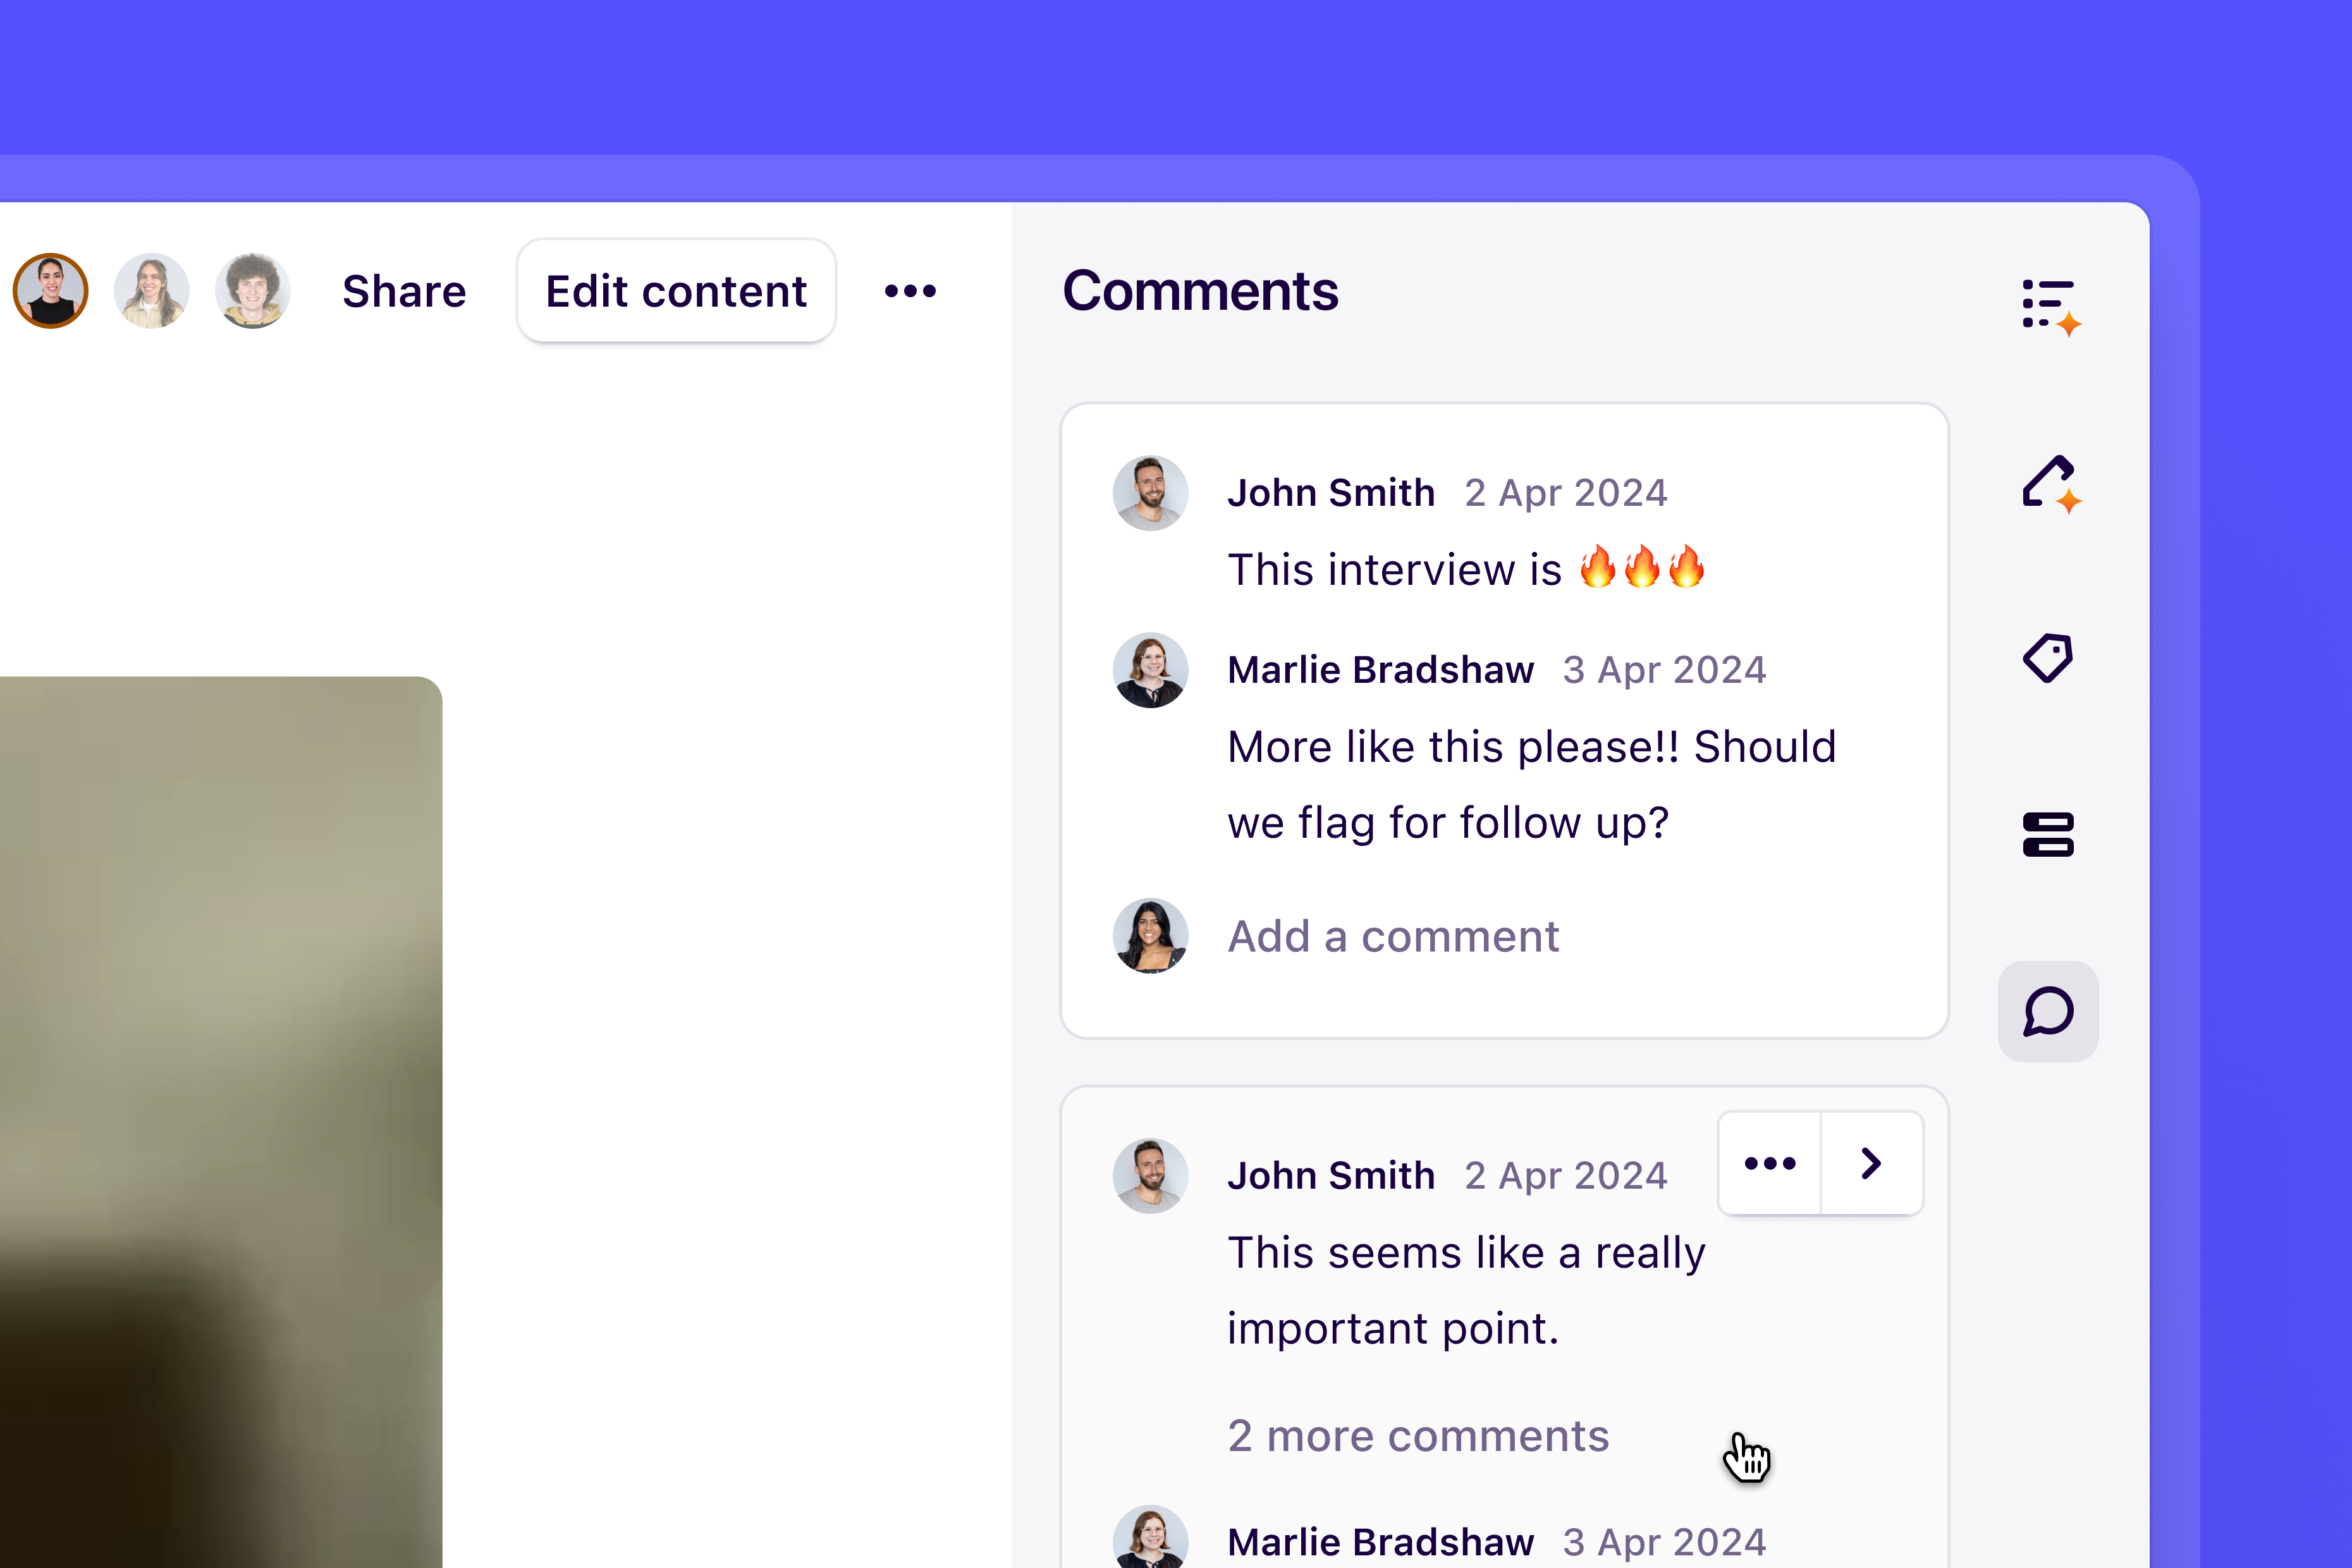 Share
Edit content
Comments
John Smith 2 Apr 2024
This interview is 🔥🔥🔥
Marlie Bradshaw 3 Apr 2024
More like this please!! Should
we flag for follow up?
Add a comment
John Smith 2 Apr 2024
This seems like a really
important point.
2 more comments
Marlie Bradshaw 3 Apr 2024